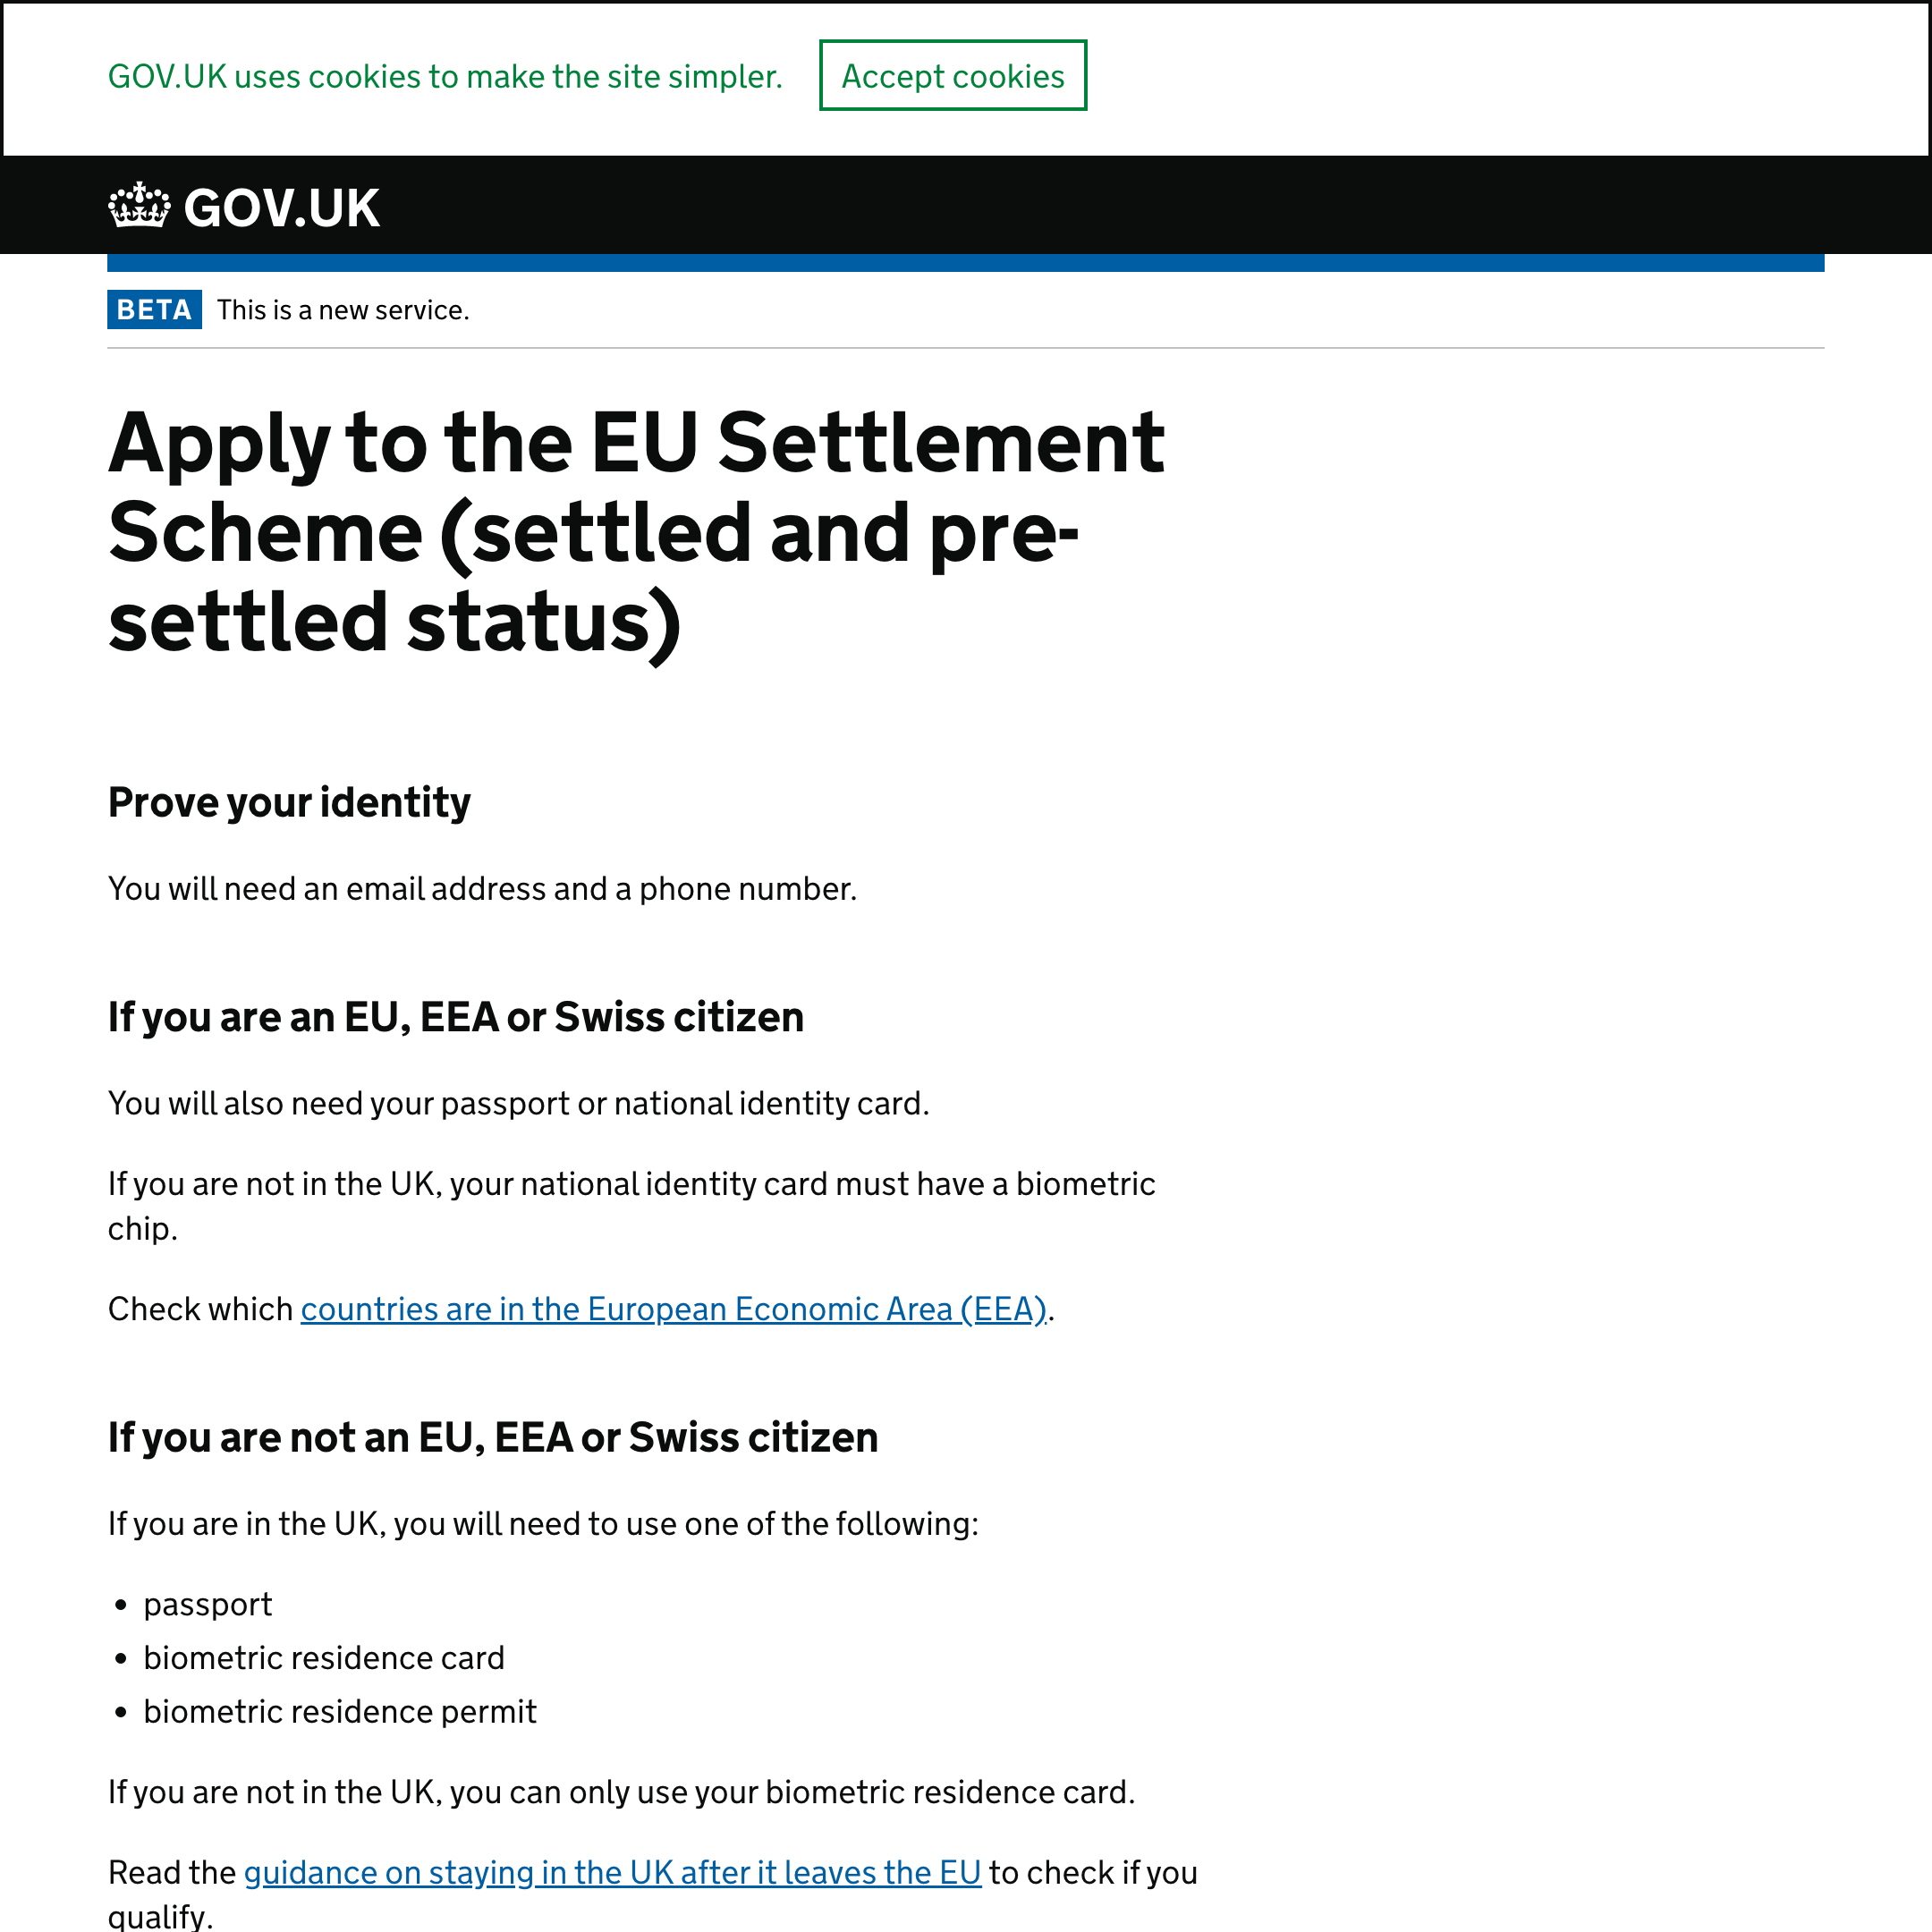 GOV.UK uses cookies to make the site simpler.
Accept cookies
GOV.UK
BETA This is a new service.
Apply to the EU Settlement
Scheme (settled and pre-
settled status)
Prove your identity
You will need an email address and a phone number.
If you are an EU, EEA or Swiss citizen
You will also need your passport or national identity card.
If you are not in the UK, your national identity card must have a biometric
chip.
Check which countries are in the European Economic Area (EEA).
If you are not an EU, EEA or Swiss citizen
If you are in the UK, you will need to use one of the following:
• passport
• biometric residence card
• biometric residence permit
If you are not in the UK, you can only use your biometric residence card.
Read the guidance on staying in the UK after it leaves the EU to check if you
qualify.